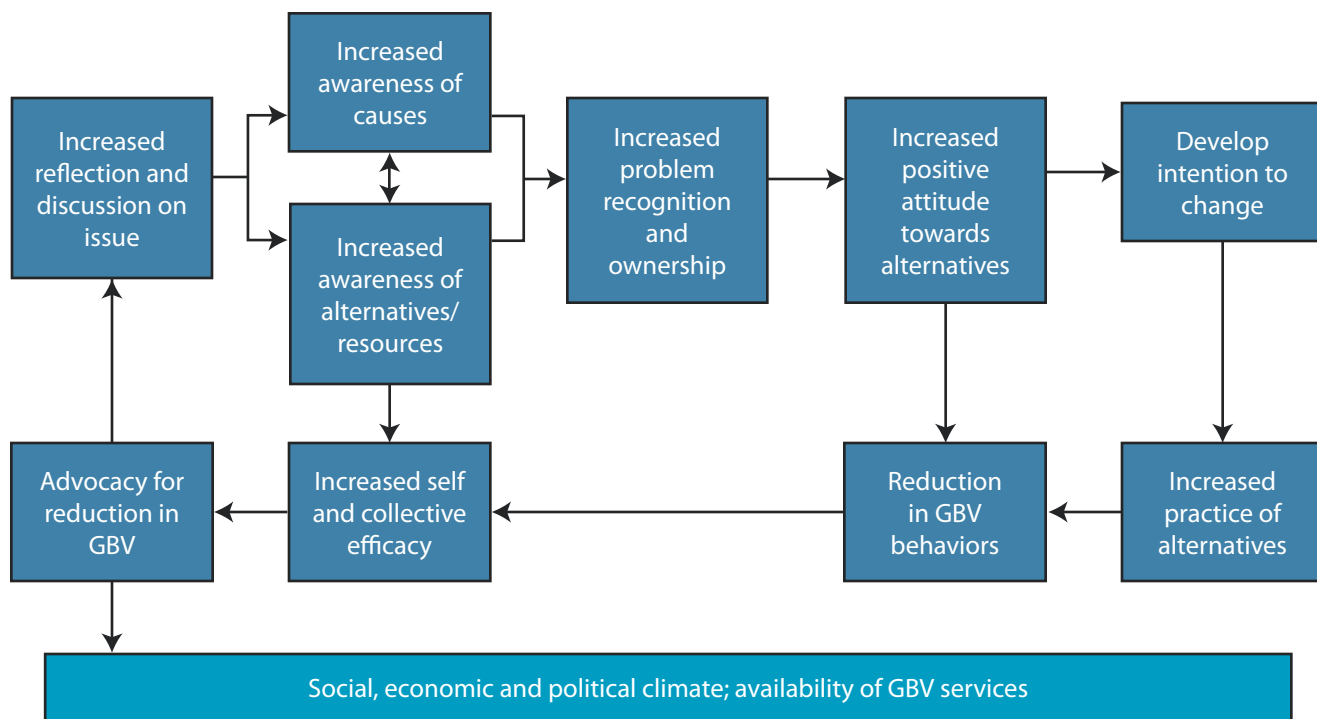 Increased
reflection and
discussion on
issue
Increased
awareness of
causes
Increased
awareness of
alternatives/
resources
Increased
problem
recognition
and
ownership
Increased
positive
attitude
towards
alternatives
Develop
intention to
change
Advocacy for
reduction in
GBV
Increased self
and collective
efficacy
Reduction
in GBV
behaviors
Increased
practice of
alternatives
Social, economic and political climate; availability of GBV services